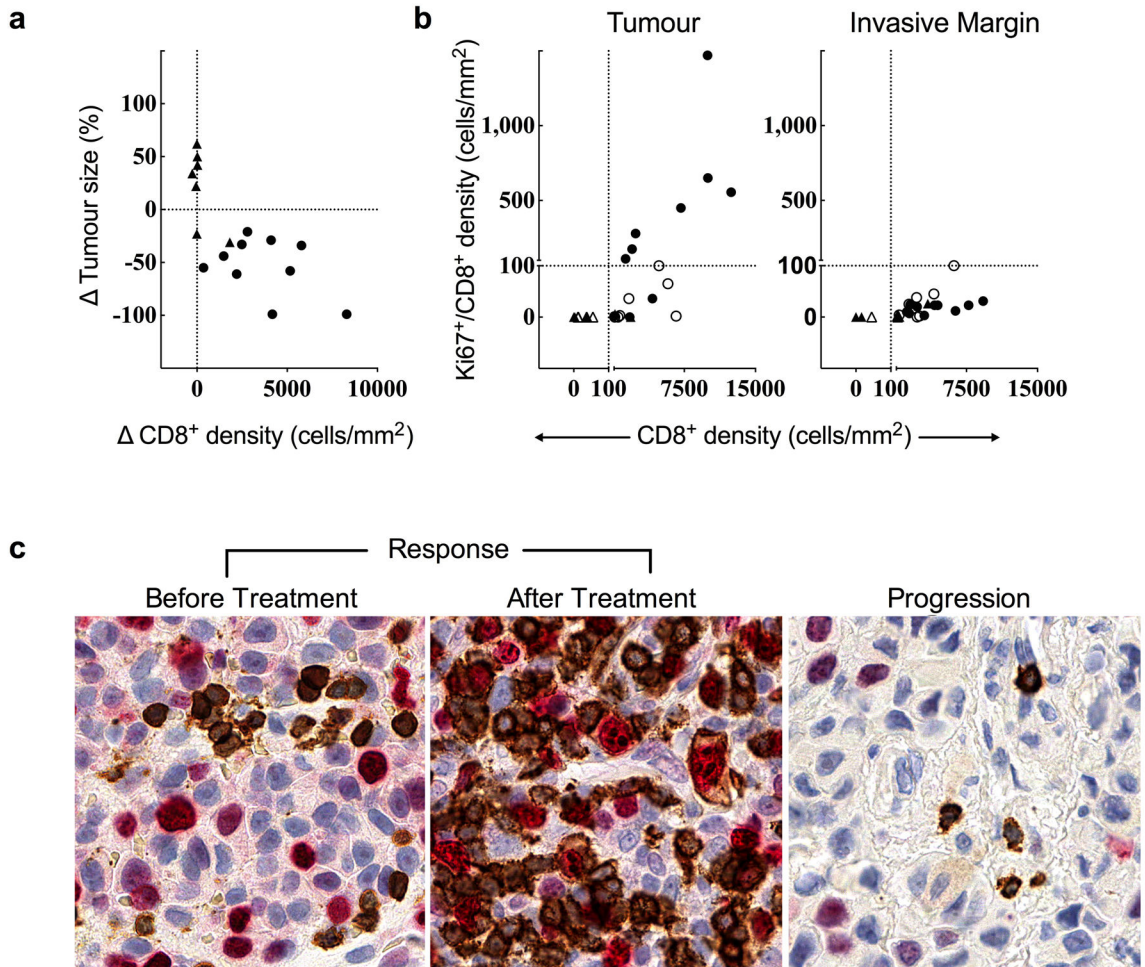 a
b
Tumour
Invasive Margin
Δ Tumour size (%)
100
50
0
-50
-100
0
5000
10000
Δ CD8⁺ density (cells/mm²)
Ki67⁺/CD8⁺ density (cells/mm²)
1,000
500
100
0
0
100
7500
15000
1,000
500
100
0
0
100
7500
15000
CD8⁺ density (cells/mm²)
c
Response
Before Treatment
After Treatment
Progression